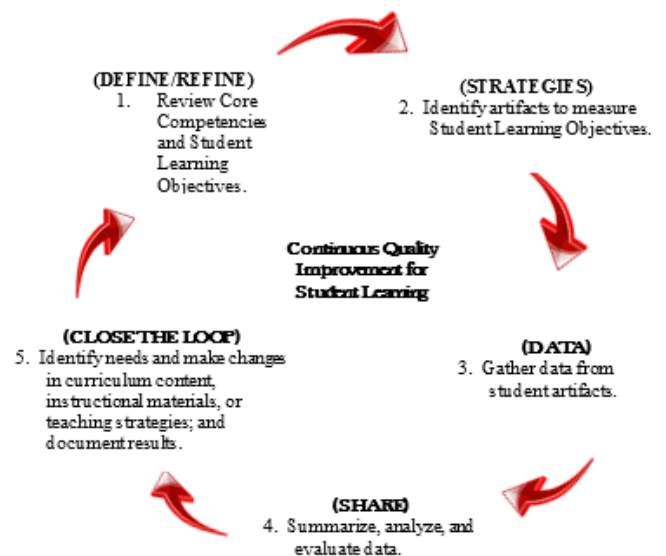 (DEFINE/REFINE)
1. Review Core
Competencies
and Student
Learning
Objectives.
(STRATEGIES)
2. Identify artifacts to measure
Student Learning Objectives.
Continuous Quality
Improvement for
Student Learning
(DATA)
3. Gather data from
student artifacts.
(SHARE)
4. Summarize, analyze, and
evaluate data.
(CLOSE THE LOOP)
5. Identify needs and make changes
in curriculum content,
instructional materials, or
teaching strategies; and
document results.